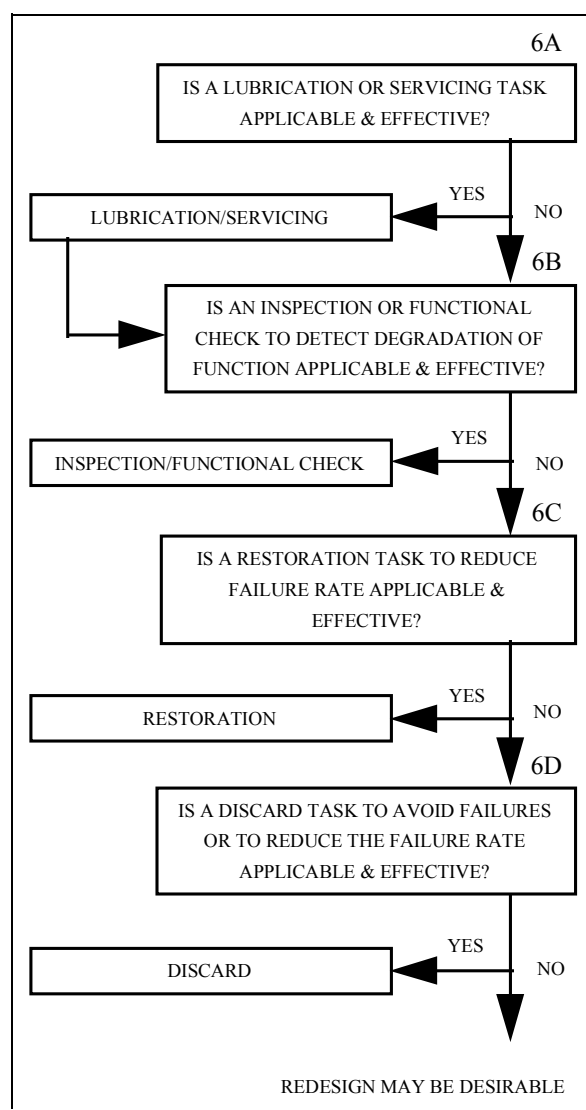 6A
IS A LUBRICATION OR SERVICING TASK
APPLICABLE & EFFECTIVE?
YES
LUBRICATION/SERVICING
NO
6B
IS AN INSPECTION OR FUNCTIONAL
CHECK TO DETECT DEGRADATION OF
FUNCTION APPLICABLE & EFFECTIVE?
YES
INSPECTION/FUNCTIONAL CHECK
NO
6C
IS A RESTORATION TASK TO REDUCE
FAILURE RATE APPLICABLE &
EFFECTIVE?
YES
RESTORATION
NO
6D
IS A DISCARD TASK TO AVOID FAILURES
OR TO REDUCE THE FAILURE RATE
APPLICABLE & EFFECTIVE?
YES
DISCARD
NO
REDESIGN MAY BE DESIRABLE